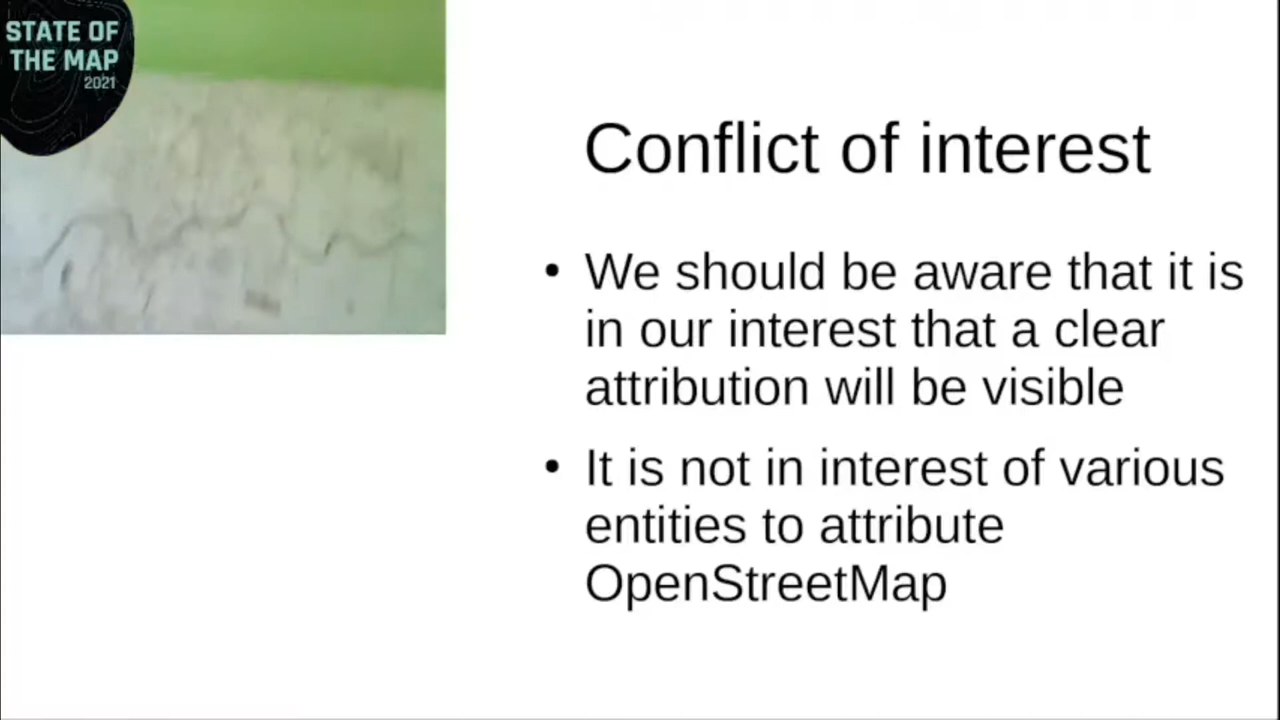 STATE OF
THE MAP
2021
Conflict of interest
• We should be aware that it is
in our interest that a clear
attribution will be visible
• It is not in interest of various
entities to attribute
OpenStreetMap